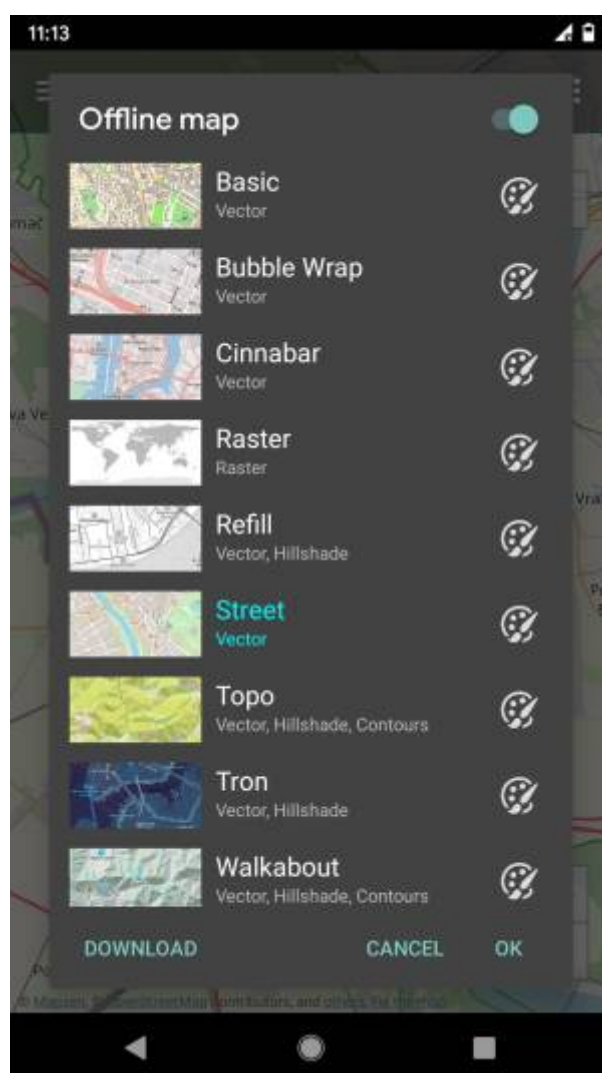 11:13
Offline map
Basic
Vector
Bubble Wrap
Vector
Cinnabar
Vector
Raster
Raster
Refill
Vector, Hillshade
Street
Vector
Topo
Vector, Hillshade, Contours
Tron
Vector, Hillshade
Walkabout
Vector, Hillshade, Contours
DOWNLOAD CANCEL OK